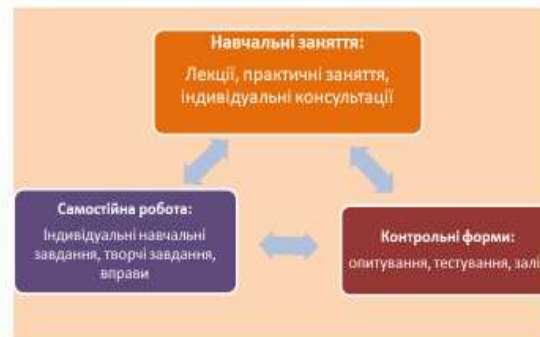 Навчальні заняття:
Лекції, практичні заняття,
індивідуальні консультації
Самостійна робота:
Індивідуальні навчальні
завдання, творчі завдання,
вправи
Контрольні форми:
опитування, тестування, залі